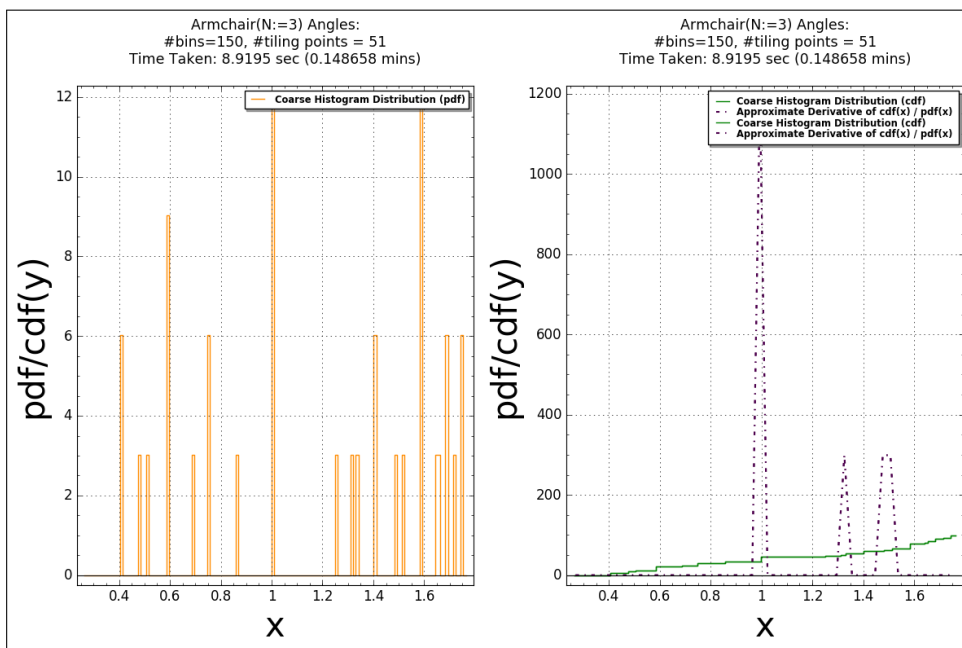 Armchair(N:=3) Angles:
#bins=150, #tiling points = 51
Time Taken: 8.9195 sec (0.148658 mins)
12
10
8
6
4
2
0
0.4 0.6 0.8 1 1.2 1.4 1.6
pdf/cdf(y)
x
Coarse Histogram Distribution (pdf)
Armchair(N:=3) Angles:
#bins=150, #tiling points = 51
Time Taken: 8.9195 sec (0.148658 mins)
1200
1000
800
600
400
200
0
0.4 0.6 0.8 1 1.2 1.4 1.6
pdf/cdf(y)
x
Coarse Histogram Distribution (cdf)
Approximate Derivative of cdf(x) / pdf(x)
Coarse Histogram Distribution (cdf)
Approximate Derivative of cdf(x) / pdf(x)